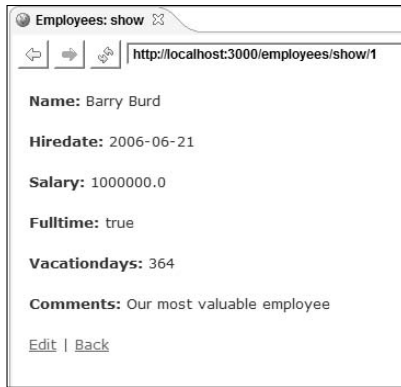 Employees: show
http://localhost:3000/employees/show/1
Name: Barry Burd
Hiredate: 2006-06-21
Salary: 1000000.0
Fulltime: true
Vacationdays: 364
Comments: Our most valuable employee
Edit | Back